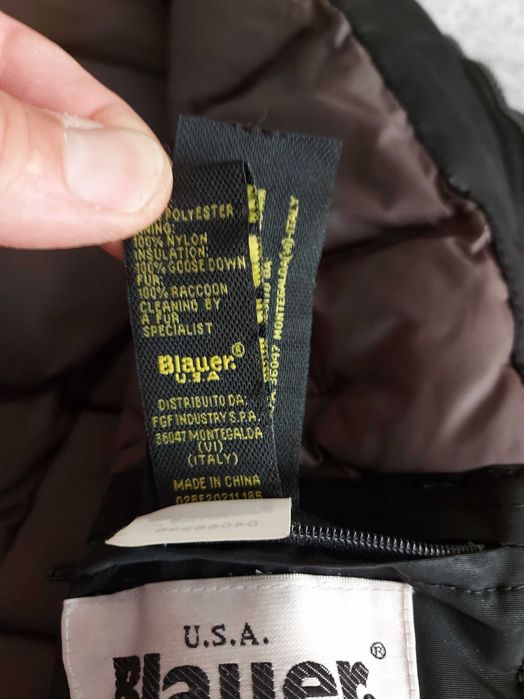 POLYESTER
100% NYLON
INSULATION:
100% GOOSE DOWN
FUR:
100% RACCOON
CLEANING BY
A FUR
SPECIALIST
Blauer®
USA
DISTRIBUITO DA:
FGF INDUSTRY S.P.A.
36047 MONTEGALDA
(VI)
(ITALY)
MADE IN CHINA
36047 MONTEGALDA(VI)-ITALY
U.S.A.
Blauer®